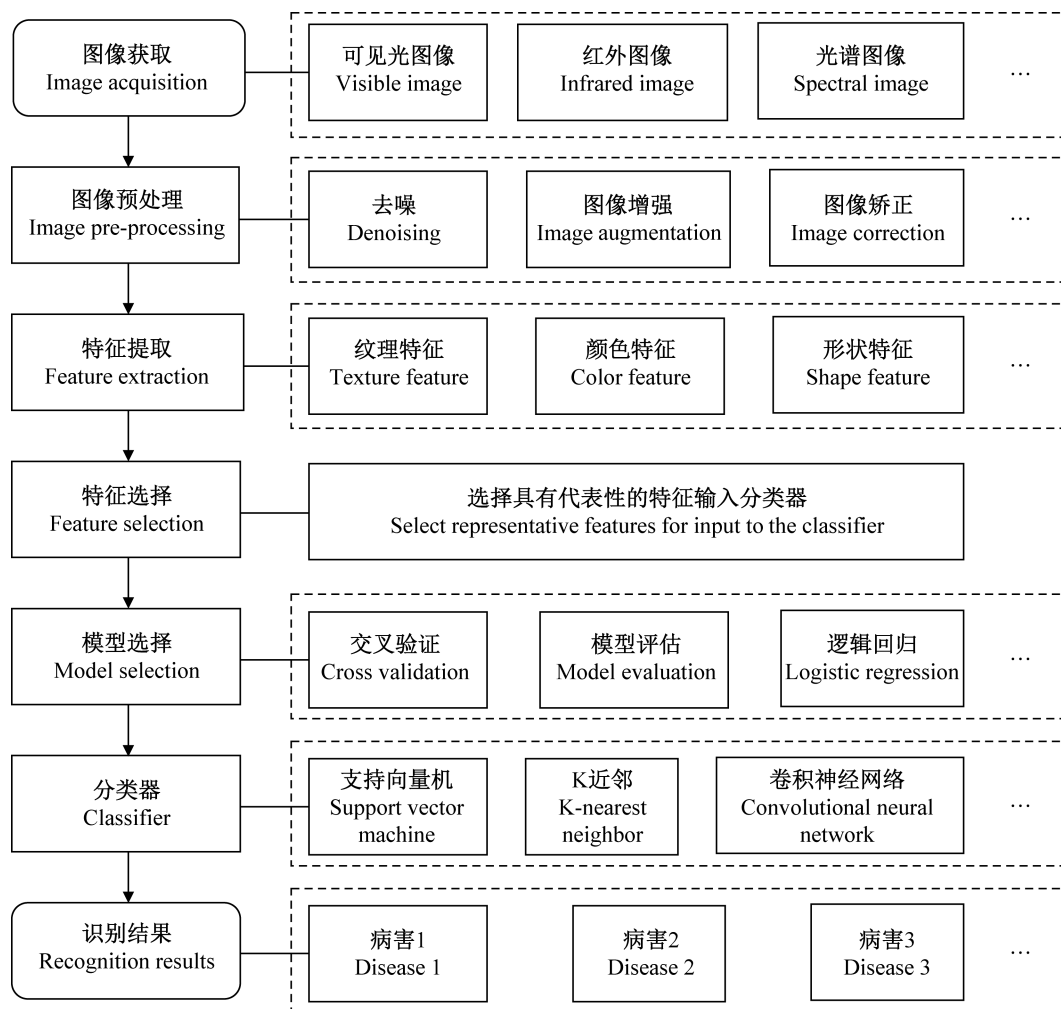 图像获取
Image acquisition
可见光图像
Visible image
红外图像
Infrared image
光谱图像
Spectral image
…
图像预处理
Image pre-processing
去噪
Denoising
图像增强
Image augmentation
图像矫正
Image correction
…
特征提取
Feature extraction
纹理特征
Texture feature
颜色特征
Color feature
形状特征
Shape feature
…
特征选择
Feature selection
选择具有代表性的特征输入分类器
Select representative features for input to the classifier
模型选择
Model selection
交叉验证
Cross validation
模型评估
Model evaluation
逻辑回归
Logistic regression
…
分类器
Classifier
支持向量机
Support vector
machine
K近邻
K-nearest
neighbor
卷积神经网络
Convolutional neural
network
…
识别结果
Recognition results
病害1
Disease 1
病害2
Disease 2
病害3
Disease 3
…